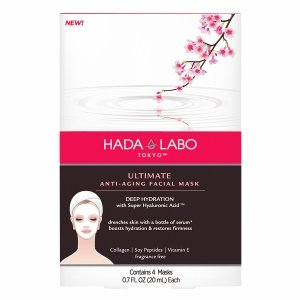 NEW!
HADA LABO
TOKYO™
ULTIMATE
ANTI-AGING FACIAL MASK
DEEP HYDRATION
with Super Hyaluronic Acid™
drenches skin with a bottle of serum*
boosts hydration & restores firmness
Collagen | Soy Peptides | Vitamin E
fragrance free
Contains 4 Masks
0.7 FL OZ (20 mL) Each